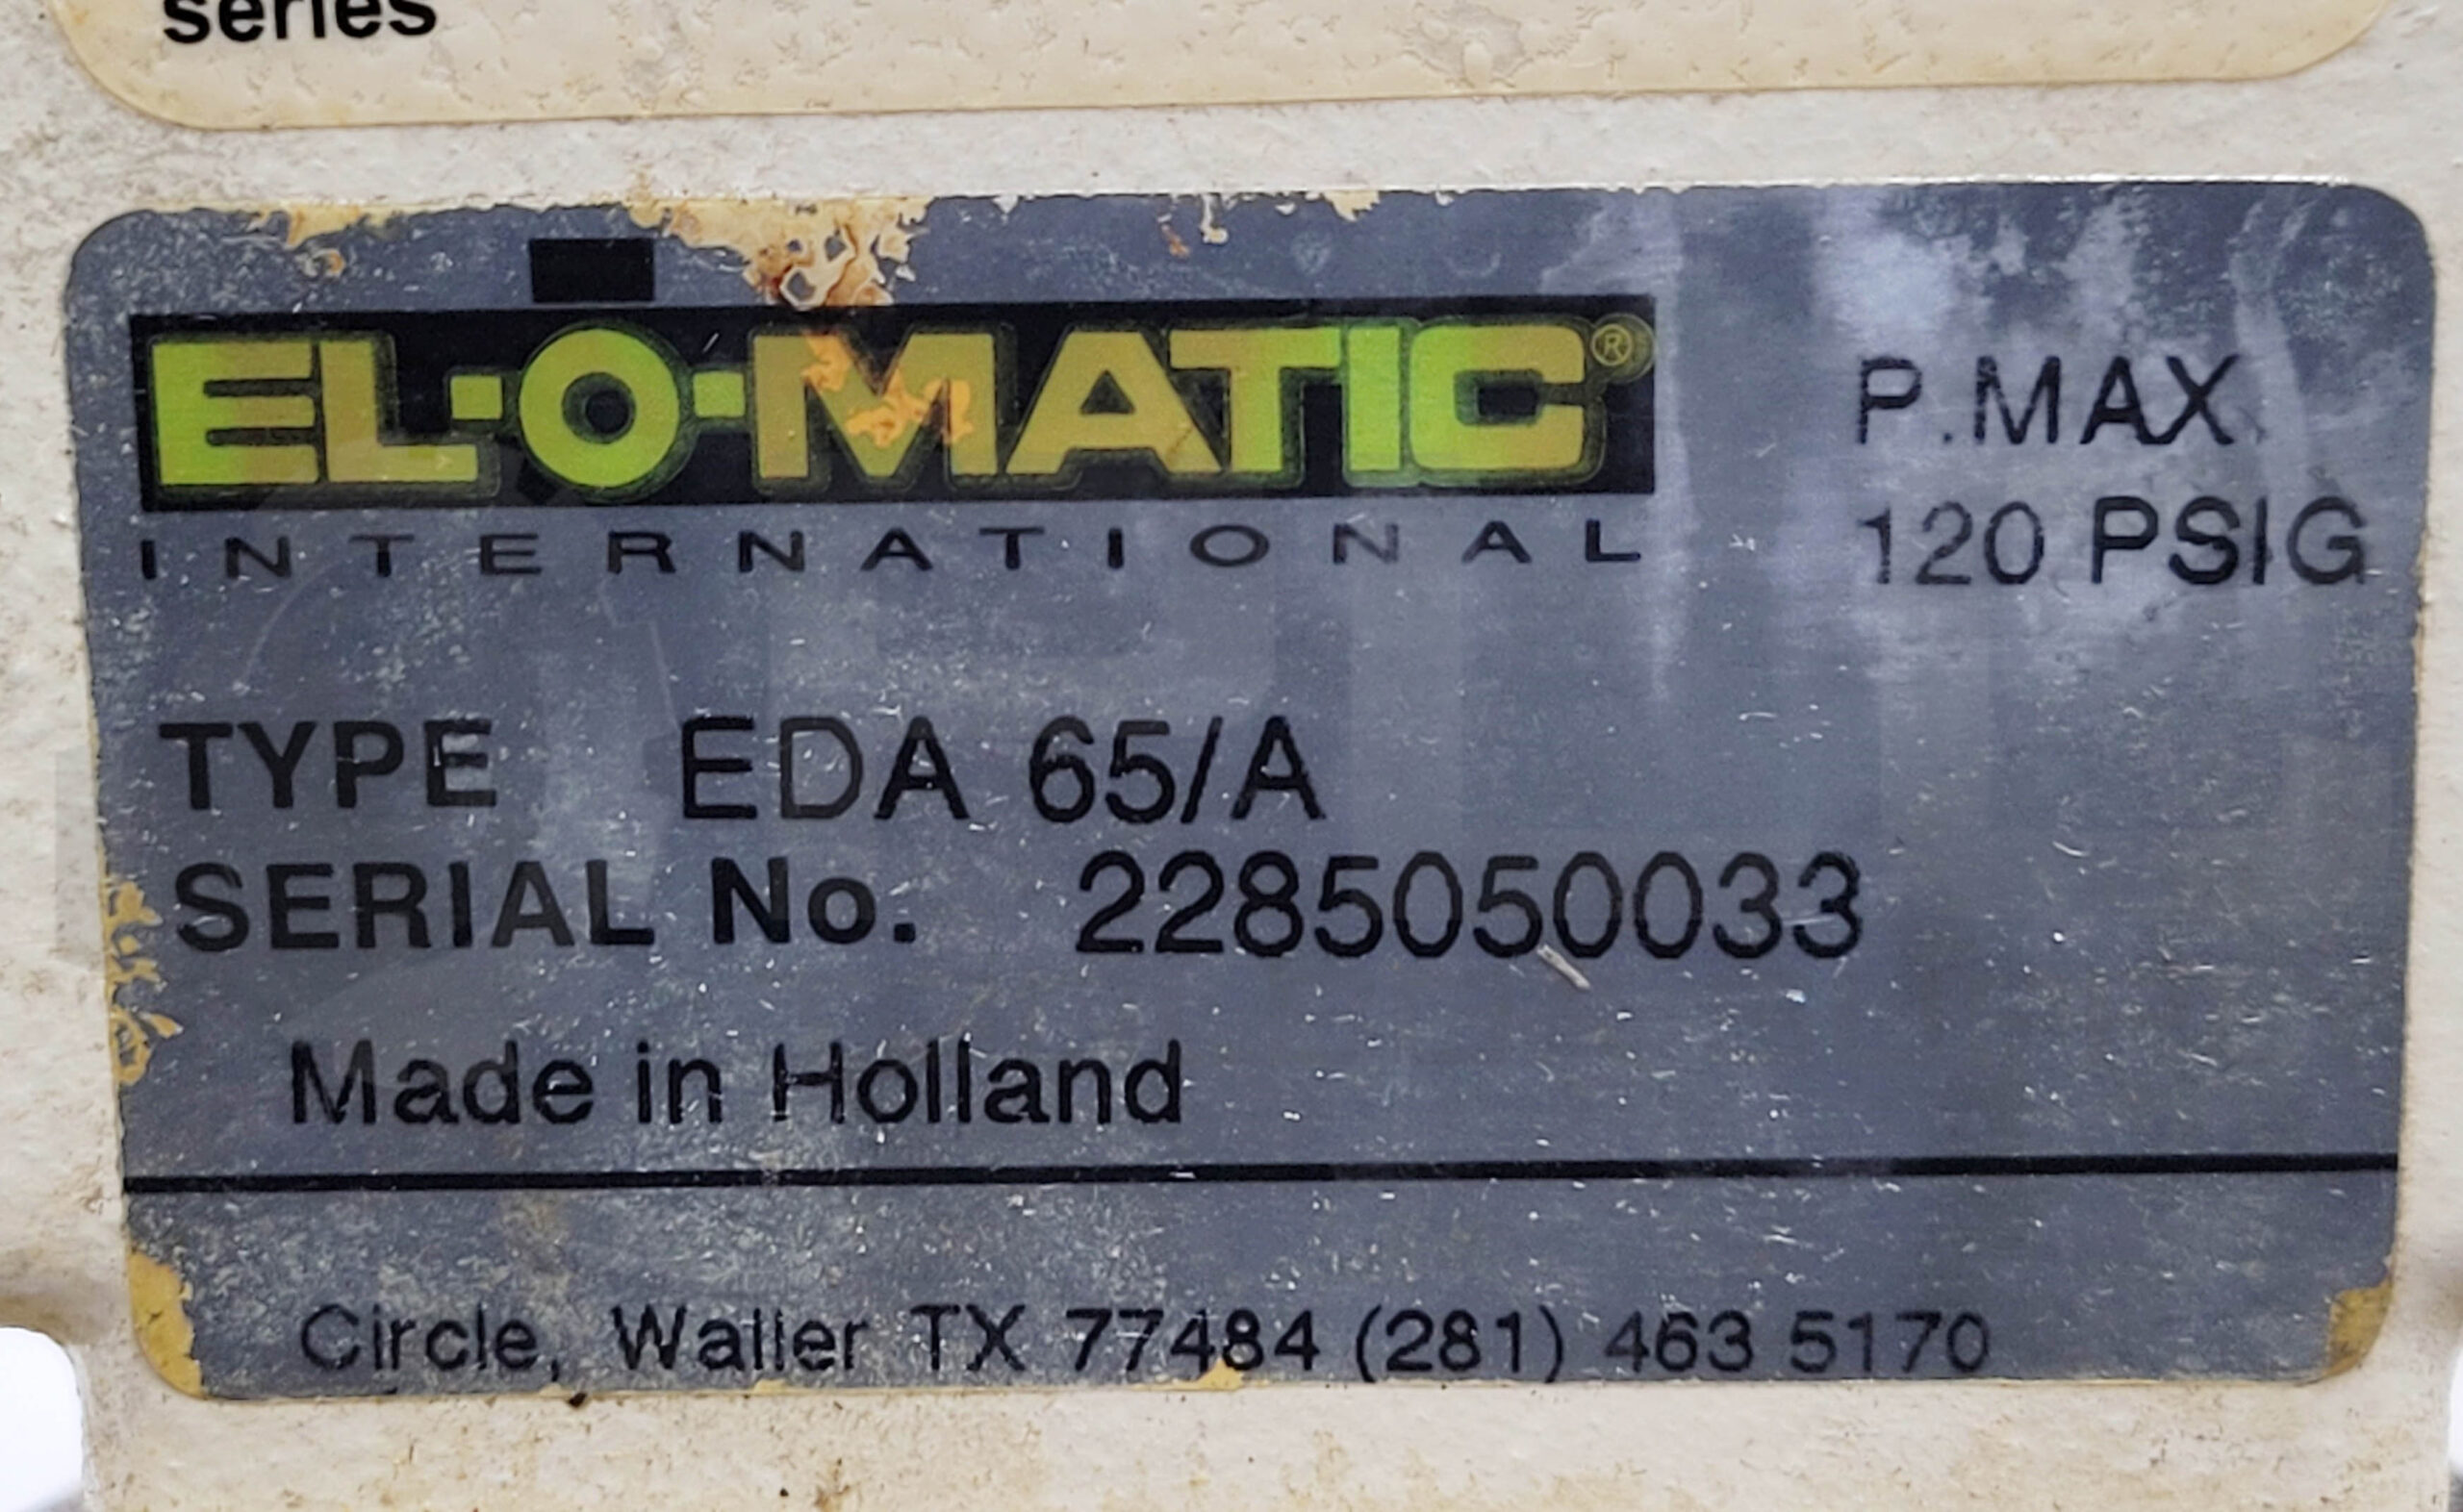 series
EL·O·MATIC®
INTERNATIONAL
P.MAX.
120 PSIG
TYPE EDA 65/A
SERIAL No. 2285050033
Made in Holland
Circle, Waller TX 77484 (281) 463 5170